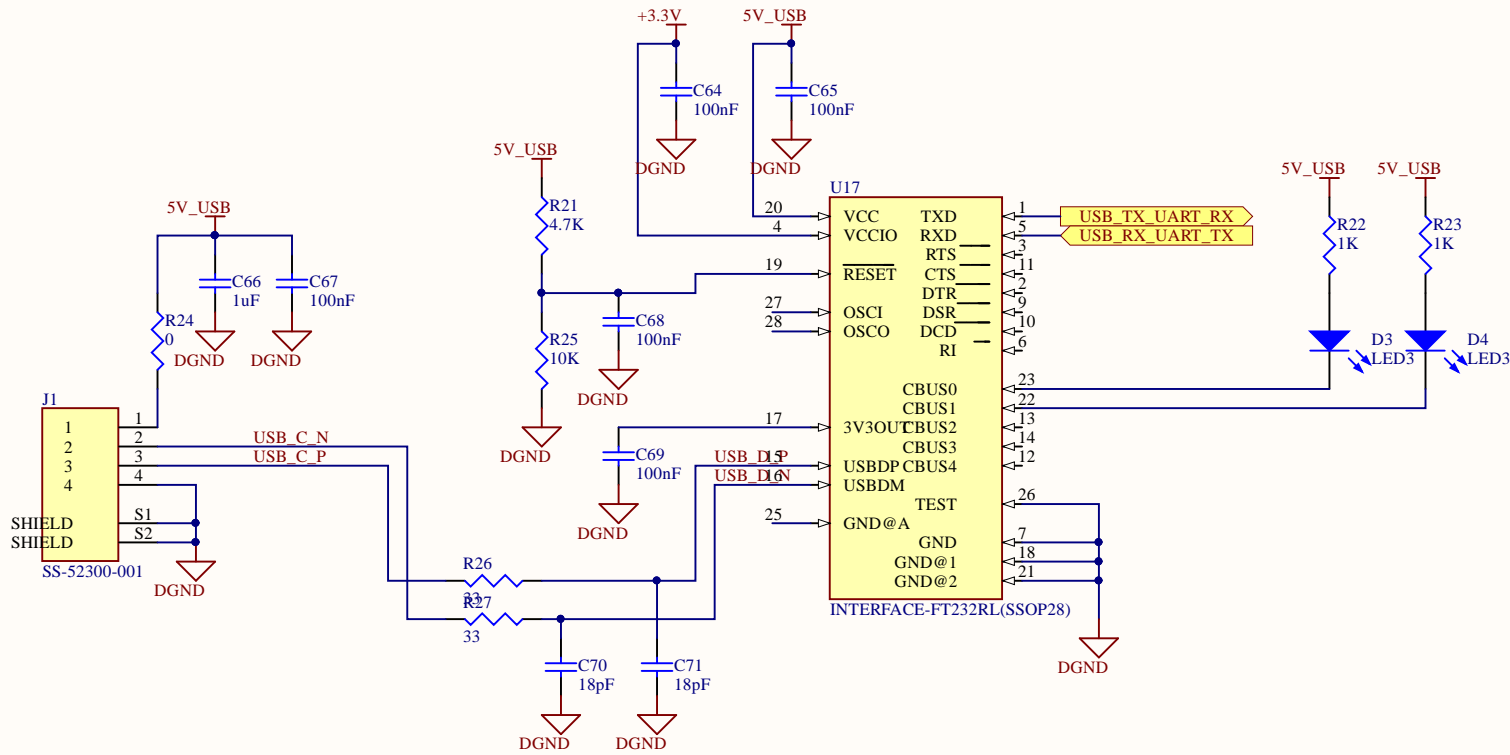 +3.3V
5V_USB
C64
100nF
C65
100nF
DGND
DGND
5V_USB
R21
4.7K
5V_USB
5V_USB
R22
1K
R23
1K
5V_USB
C66
1uF
C67
100nF
R24
0
DGND
DGND
C68
100nF
R25
10K
DGND
DGND
D3
LED3
D4
LED3
U17
20
VCC
TXD
1
USB_TX_UART_RX
4
VCCIO
RXD
5
USB_RX_UART_TX
RTS
3
19
RESET
CTS
11
DTR
2
27
OSCI
DSR
9
28
OSCO
DCD
10
RI
6
CBUS0
23
CBUS1
22
17
3V3OUT
CBUS2
13
CBUS3
14
USB_D_P
15
USBDP
CBUS4
12
USB_D_N
16
USBDM
TEST
26
25
GND@A
GND
7
GND@1
18
GND@2
21
INTERFACE-FT232RL(SSOP28)
DGND
C69
100nF
DGND
J1
1
1
2
2
USB_C_N
3
3
USB_C_P
4
4
SHIELD
S1
SHIELD
S2
SS-52300-001
DGND
R26
33
R27
33
C70
18pF
C71
18pF
DGND
DGND